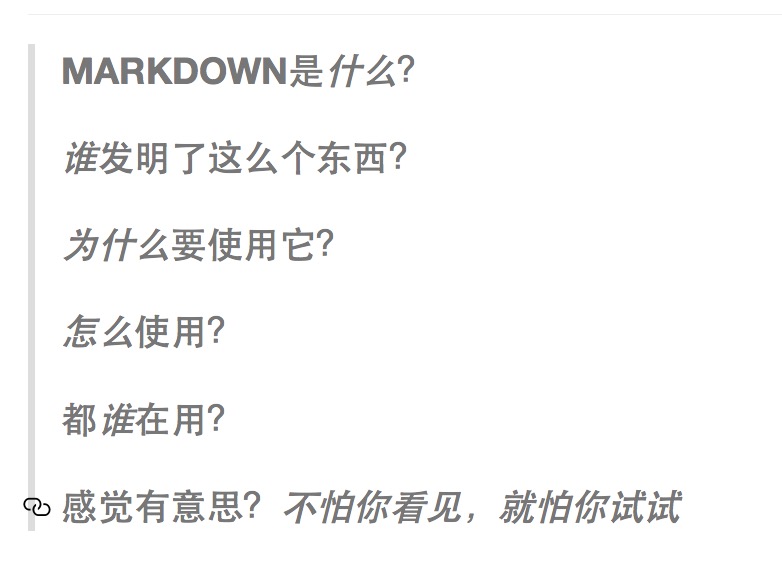 MARKDOWN是什么?
谁发明了这么个东西?
为什么要使用它?
怎么使用?
都谁在用?
感觉有意思? 不怕你看见，就怕你试试